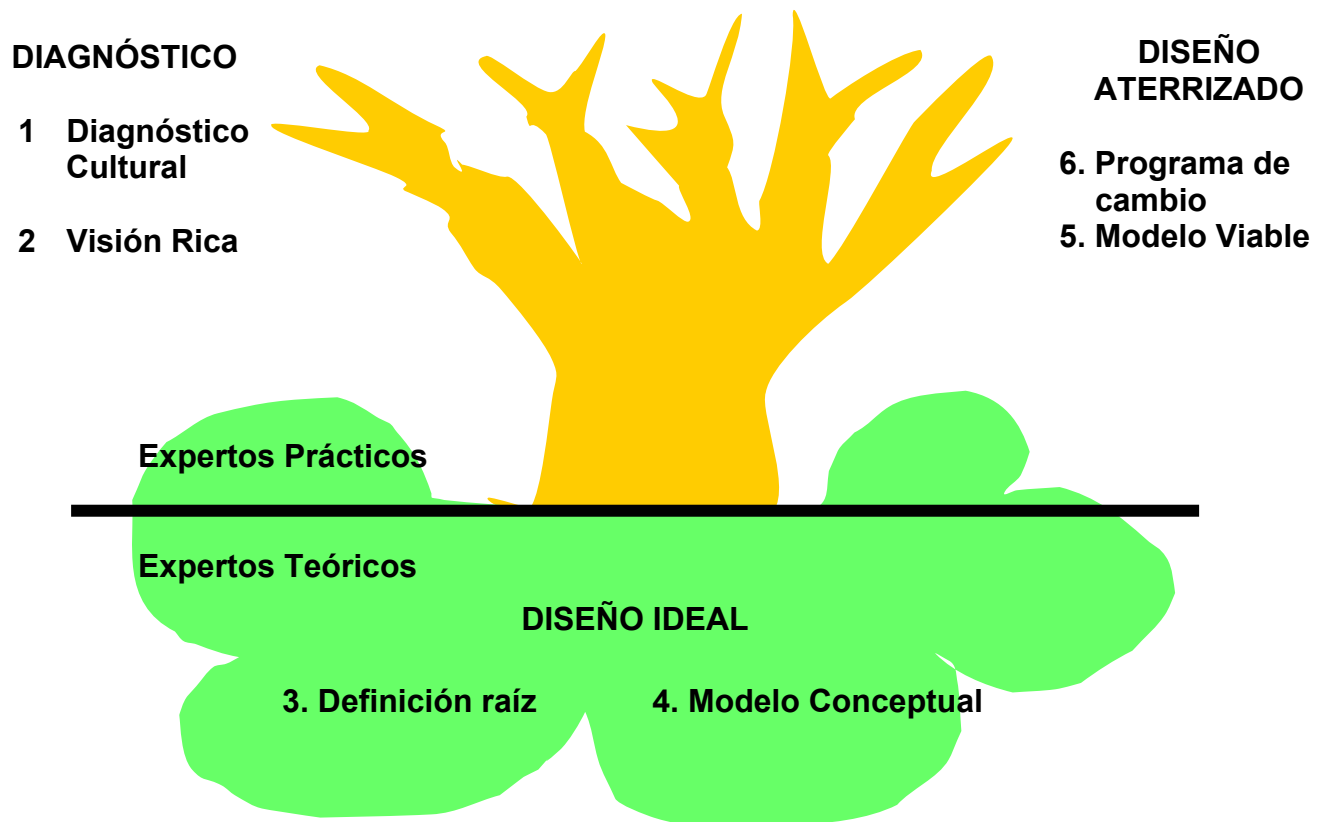 DIAGNÓSTICO
1 Diagnóstico
Cultural
2 Visión Rica
DISEÑO
ATERRIZADO
6. Programa de
cambio
5. Modelo Viable
Expertos Prácticos
Expertos Teóricos
DISEÑO IDEAL
3. Definición raíz
4. Modelo Conceptual